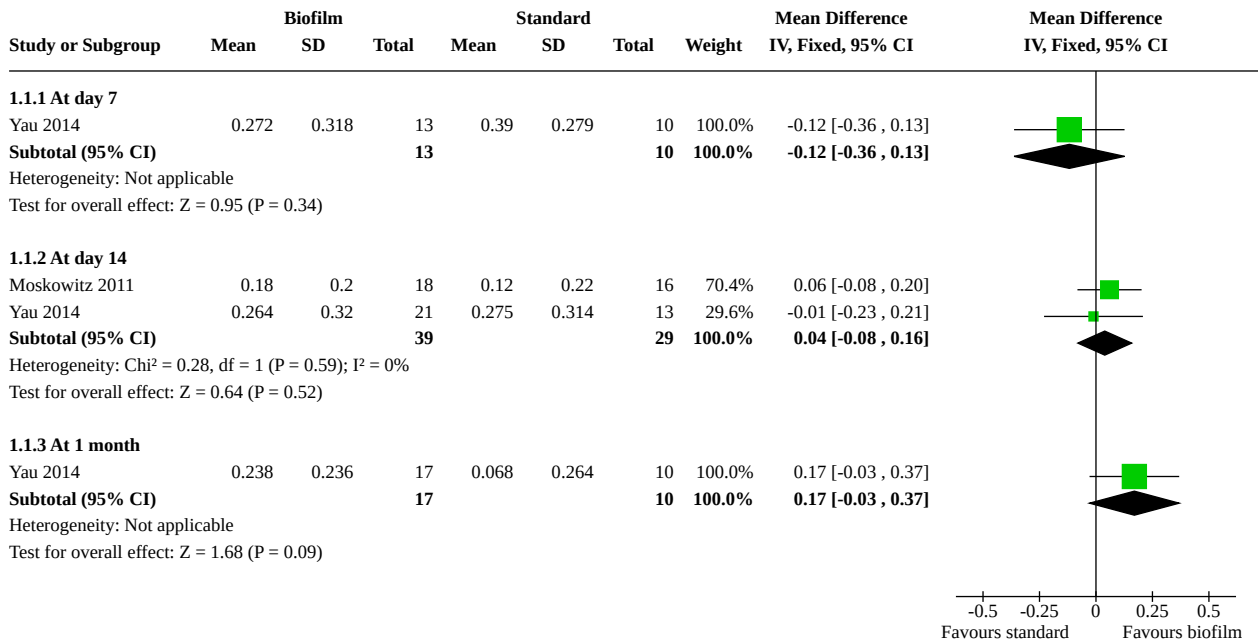 Biofilm Standard Mean Difference Mean Difference
Study or Subgroup Mean SD Total Mean SD Total Weight IV, Fixed, 95% CI IV, Fixed, 95% CI
1.1.1 At day 7
Yau 2014 0.272 0.318 13 0.39 0.279 10 100.0% -0.12 [-0.36 , 0.13]
Subtotal (95% CI) 13 10 100.0% -0.12 [-0.36 , 0.13]
Heterogeneity: Not applicable
Test for overall effect: Z = 0.95 (P = 0.34)
1.1.2 At day 14
Moskowitz 2011 0.18 0.2 18 0.12 0.22 16 70.4% 0.06 [-0.08 , 0.20]
Yau 2014 0.264 0.32 21 0.275 0.314 13 29.6% -0.01 [-0.23 , 0.21]
Subtotal (95% CI) 39 29 100.0% 0.04 [-0.08 , 0.16]
Heterogeneity: Chi² = 0.28, df = 1 (P = 0.59); I² = 0%
Test for overall effect: Z = 0.64 (P = 0.52)
1.1.3 At 1 month
Yau 2014 0.238 0.236 17 0.068 0.264 10 100.0% 0.17 [-0.03 , 0.37]
Subtotal (95% CI) 17 10 100.0% 0.17 [-0.03 , 0.37]
Heterogeneity: Not applicable
Test for overall effect: Z = 1.68 (P = 0.09)
-0.5 -0.25 0 0.25 0.5
Favours standard Favours biofilm